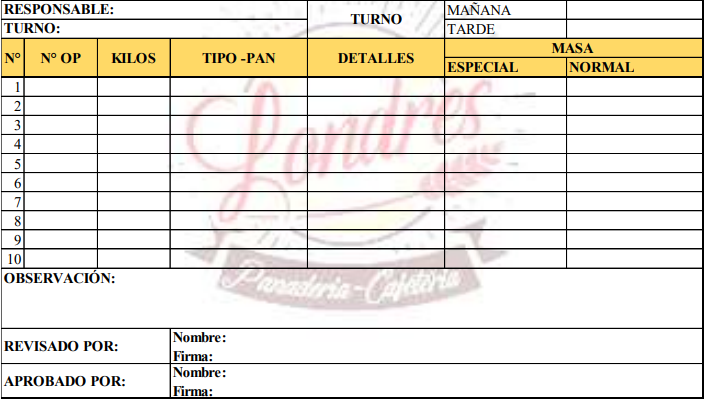 RESPONSABLE:
TURNO
MAÑANA
TURNO:
TARDE
N°
N° OP
KILOS
TIPO -PAN
DETALLES
MASA
ESPECIAL
NORMAL
1
2
3
4
5
6
7
8
9
10
Londres
Panadería-Cafetería
OBSERVACIÓN:
REVISADO POR:
Nombre:
Firma:
APROBADO POR:
Nombre:
Firma: